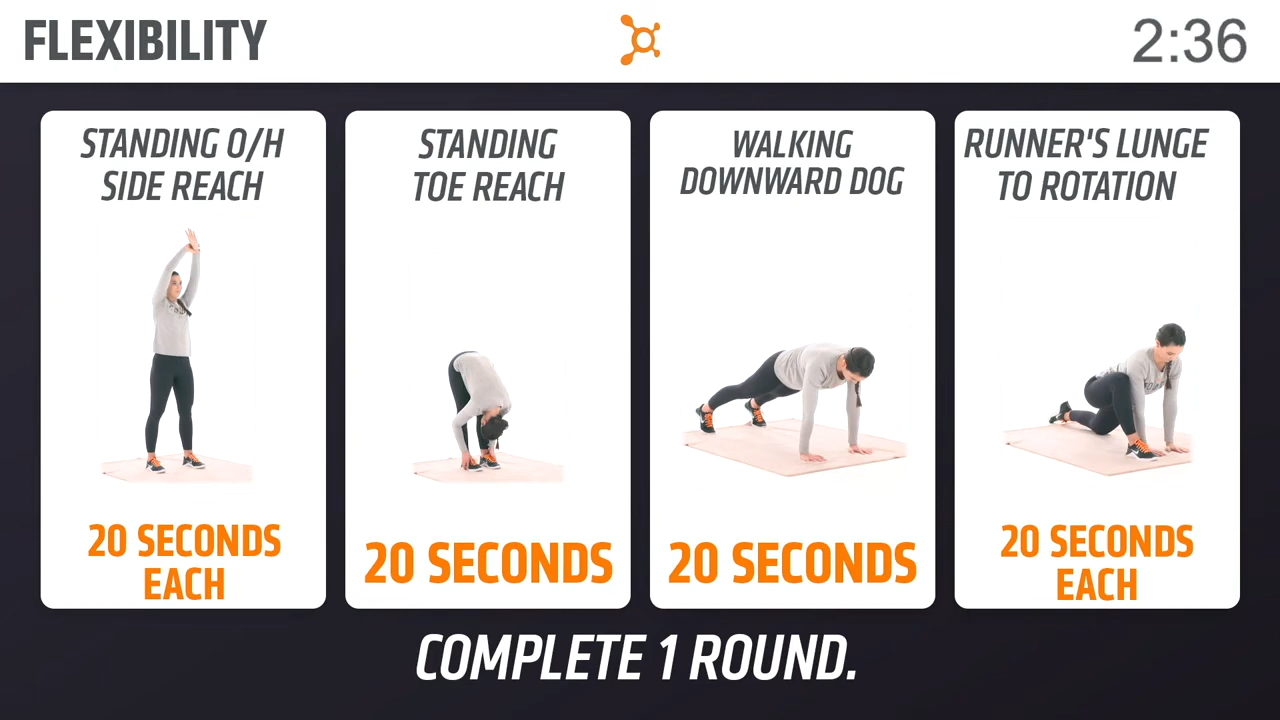 FLEXIBILITY
2:36
STANDING O/H
SIDE REACH
20 SECONDS
EACH
STANDING
TOE REACH
20 SECONDS
WALKING
DOWNWARD DOG
20 SECONDS
RUNNER'S LUNGE
TO ROTATION
20 SECONDS
EACH
COMPLETE 1 ROUND.